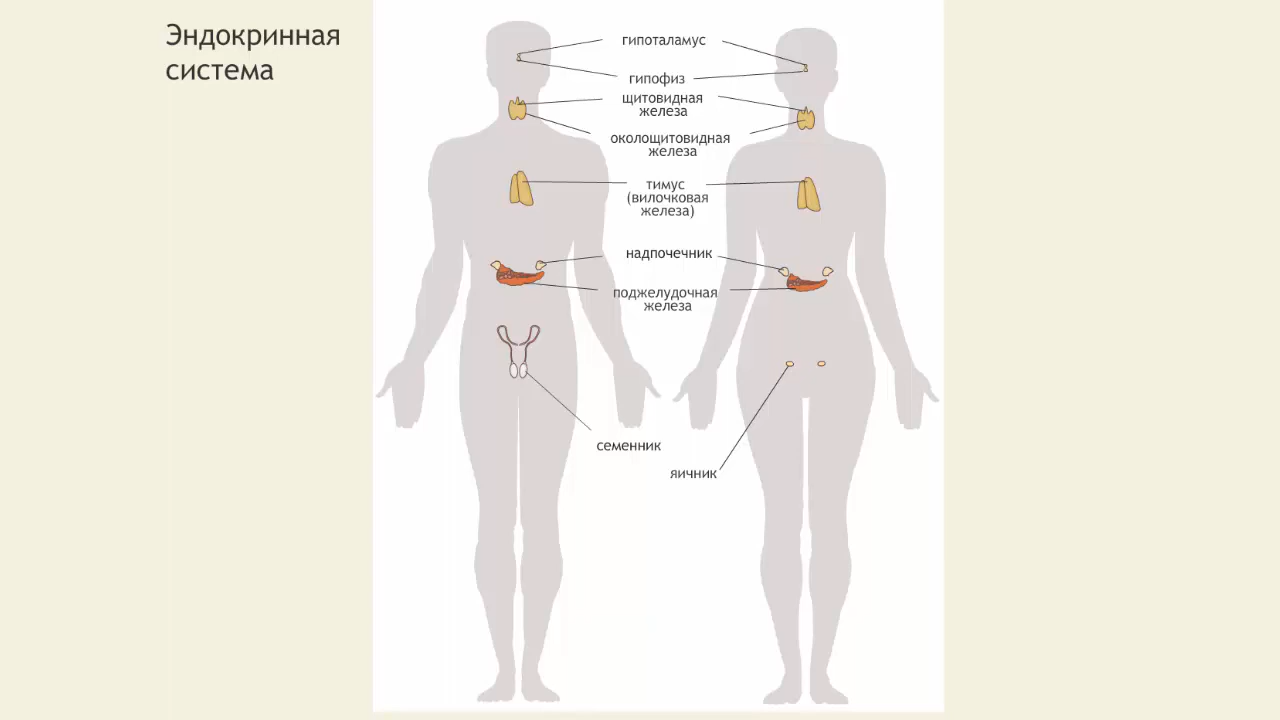 Эндокринная
система
гипоталамус
гипофиз
щитовидная
железа
околощитовидная
железа
тимус
(вилочковая
железа)
надпочечник
поджелудочная
железа
семенник
яичник